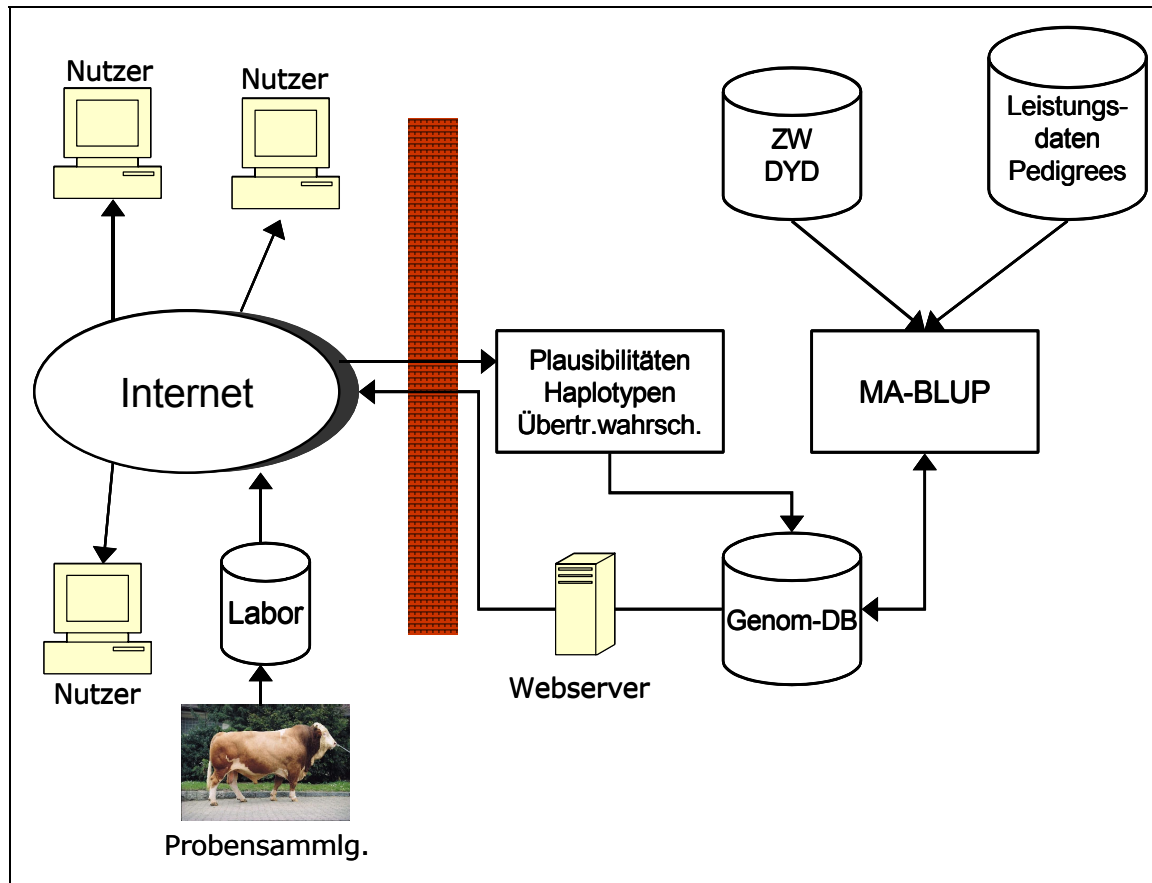 Nutzer
Nutzer
ZW
DYD
Leistungs-
daten
Pedigrees
Internet
Plausibilitäten
Haplotypen
Übertr.wahrsch.
MA-BLUP
Labor
Genom-DB
Nutzer
Webserver
Probensammlg.